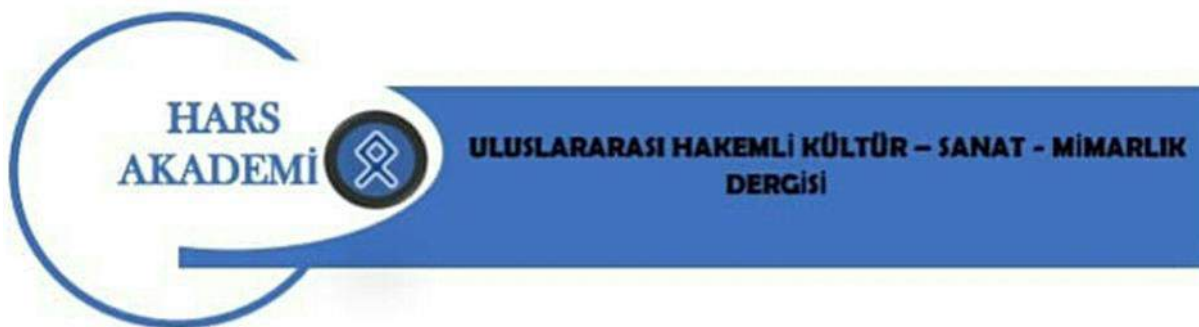 HARS
AKADEMİ
ULUSLARARASI HAKEMLİ KÜLTÜR – SANAT - MİMARLIK
DERGİSİ